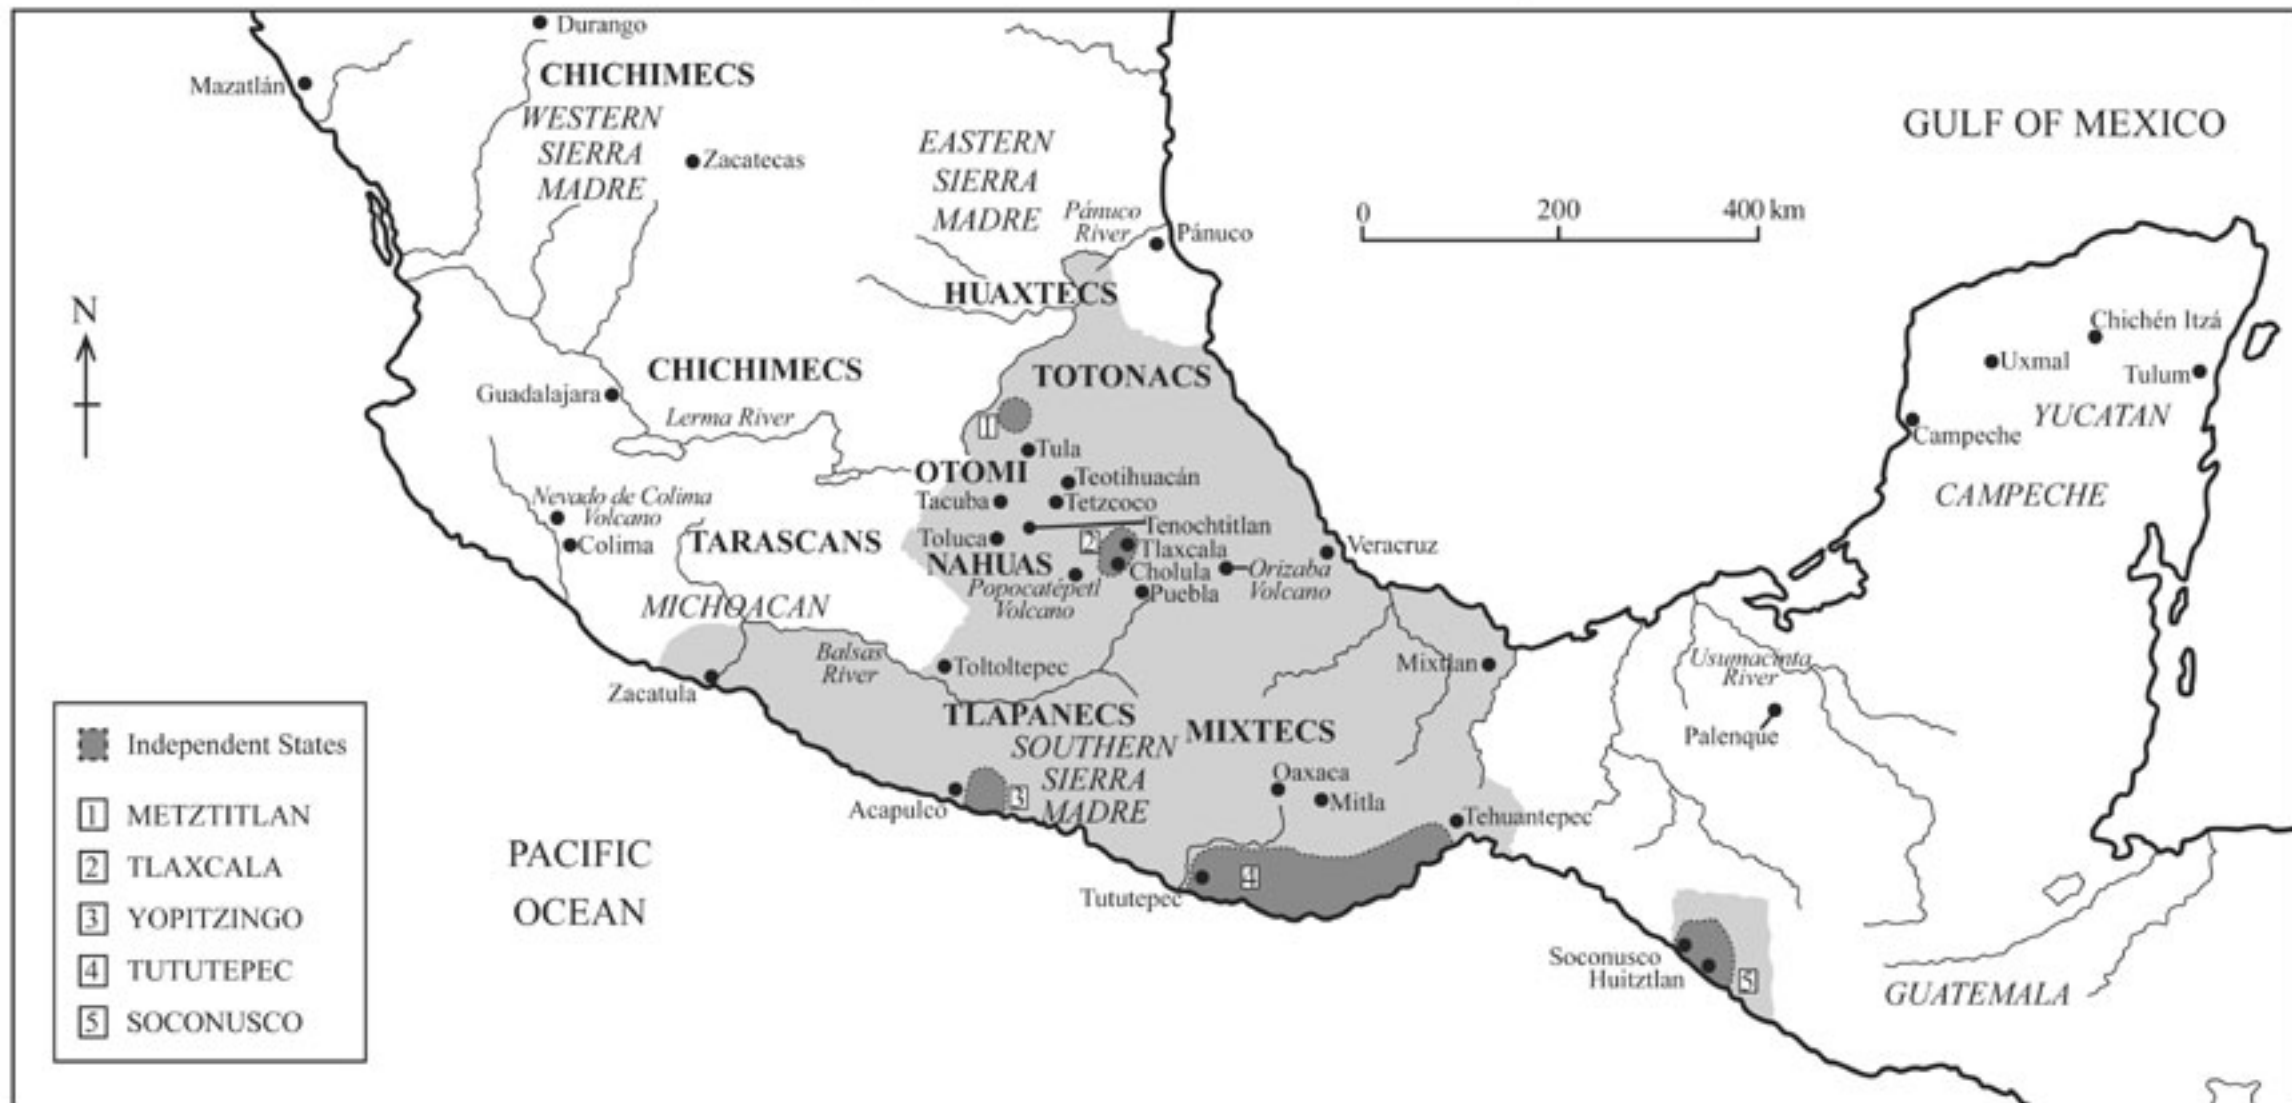 Durango
Mazatlán
CHICHIMECS
WESTERN
SIERRA
MADRE
Zacatecas
EASTERN
SIERRA
MADRE
Pánuco
River
Pánuco
GULF OF MEXICO
0 200 400 km
N
HUAXTECS
CHICHIMECS
TOTONACS
Guadalajara
Lerma River
1
Tula
OTOMI
Teotihuacán
Tacuba
Tetzcoco
Tenochtitlan
Toluca
2
Tlaxcala
NAHUAS
Cholula
Popocatépetl
Volcano
Puebla
Orizaba
Volcano
Veracruz
Nevado de Colima
Volcano
Colima
TARASCANS
MICHOACAN
Chichén Itzá
Uxmal
Tulum
YUCATAN
Campeche
CAMPECHE
Balsas
River
Toltoltepec
Zacatula
Mixtlan
Usumacinta
River
Palenque
TLAPANECS
SOUTHERN
SIERRA
MADRE
MIXTECS
Oaxaca
Mitla
Acapulco
3
Tehuantepec
Tututepec
4
Soconusco
Huitztlan
5
GUATEMALA
PACIFIC
OCEAN
Independent States
1 METZTITLAN
2 TLAXCALA
3 YOPITZINGO
4 TUTUTEPEC
5 SOCONUSCO